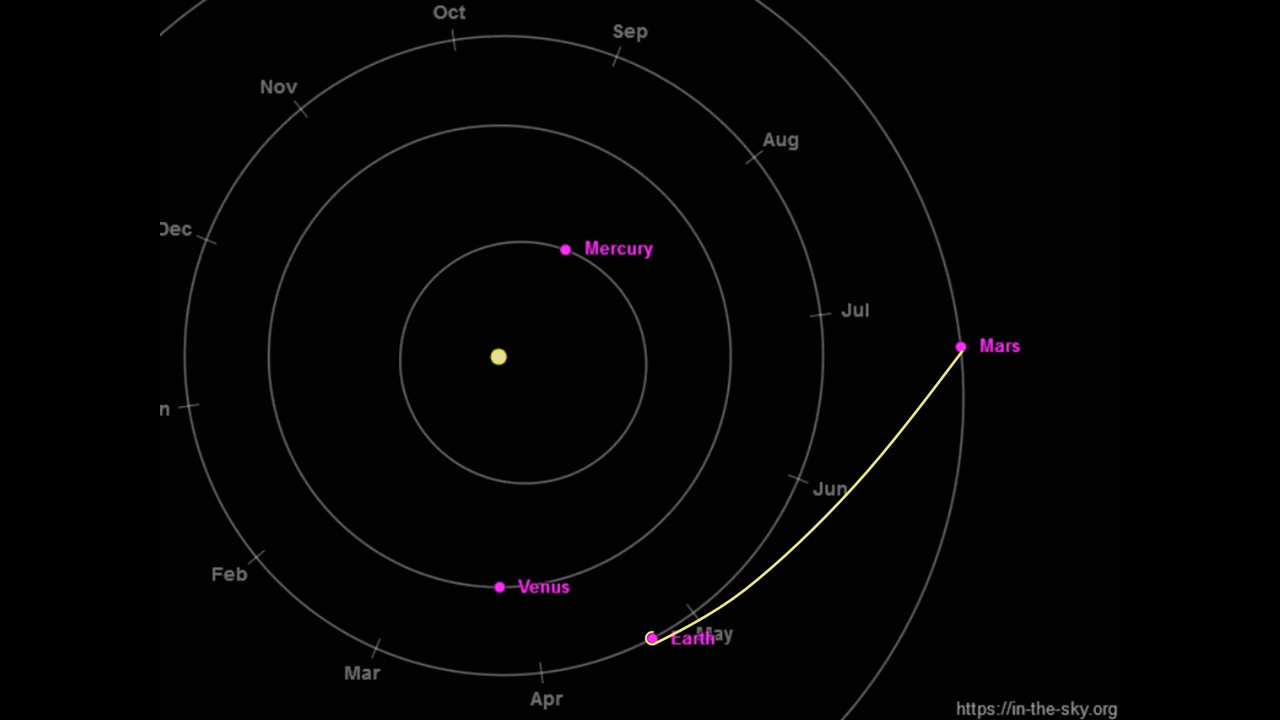 Oct
Sep
Nov
Aug
Dec
Mercury
Jul
Mars
n
Jun
Feb
Venus
Earth
May
Mar
Apr
https://in-the-sky.org